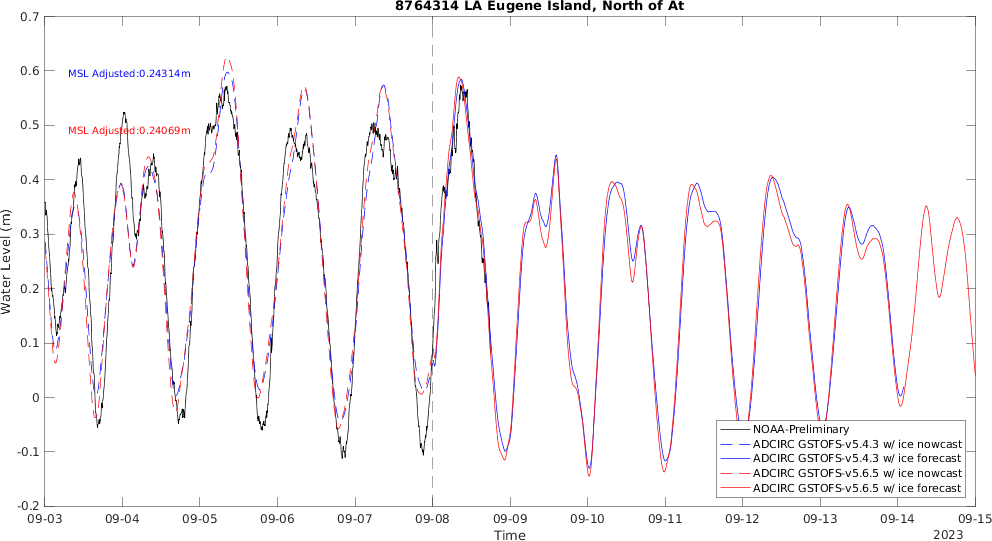 8764314 LA Eugene Island, North of At
0.7
0.6
0.5
0.4
0.3
0.2
0.1
0
-0.1
-0.2
Water Level (m)
MSL Adjusted:0.24314m
MSL Adjusted:0.24069m
NOAA-Preliminary
ADCIRC GSTOFS-v5.4.3 w/ ice nowcast
ADCIRC GSTOFS-v5.4.3 w/ ice forecast
ADCIRC GSTOFS-v5.6.5 w/ ice nowcast
ADCIRC GSTOFS-v5.6.5 w/ ice forecast
09-03 09-04 09-05 09-06 09-07 09-08 09-09 09-10 09-11 09-12 09-13 09-14 09-15
Time
2023